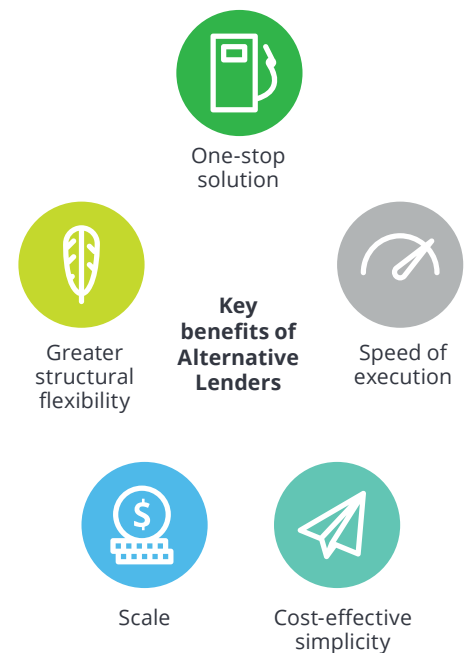 One-stop
solution
Greater
structural
flexibility
Key
benefits of
Alternative
Lenders
Speed of
execution
$
Scale
Cost-effective
simplicity